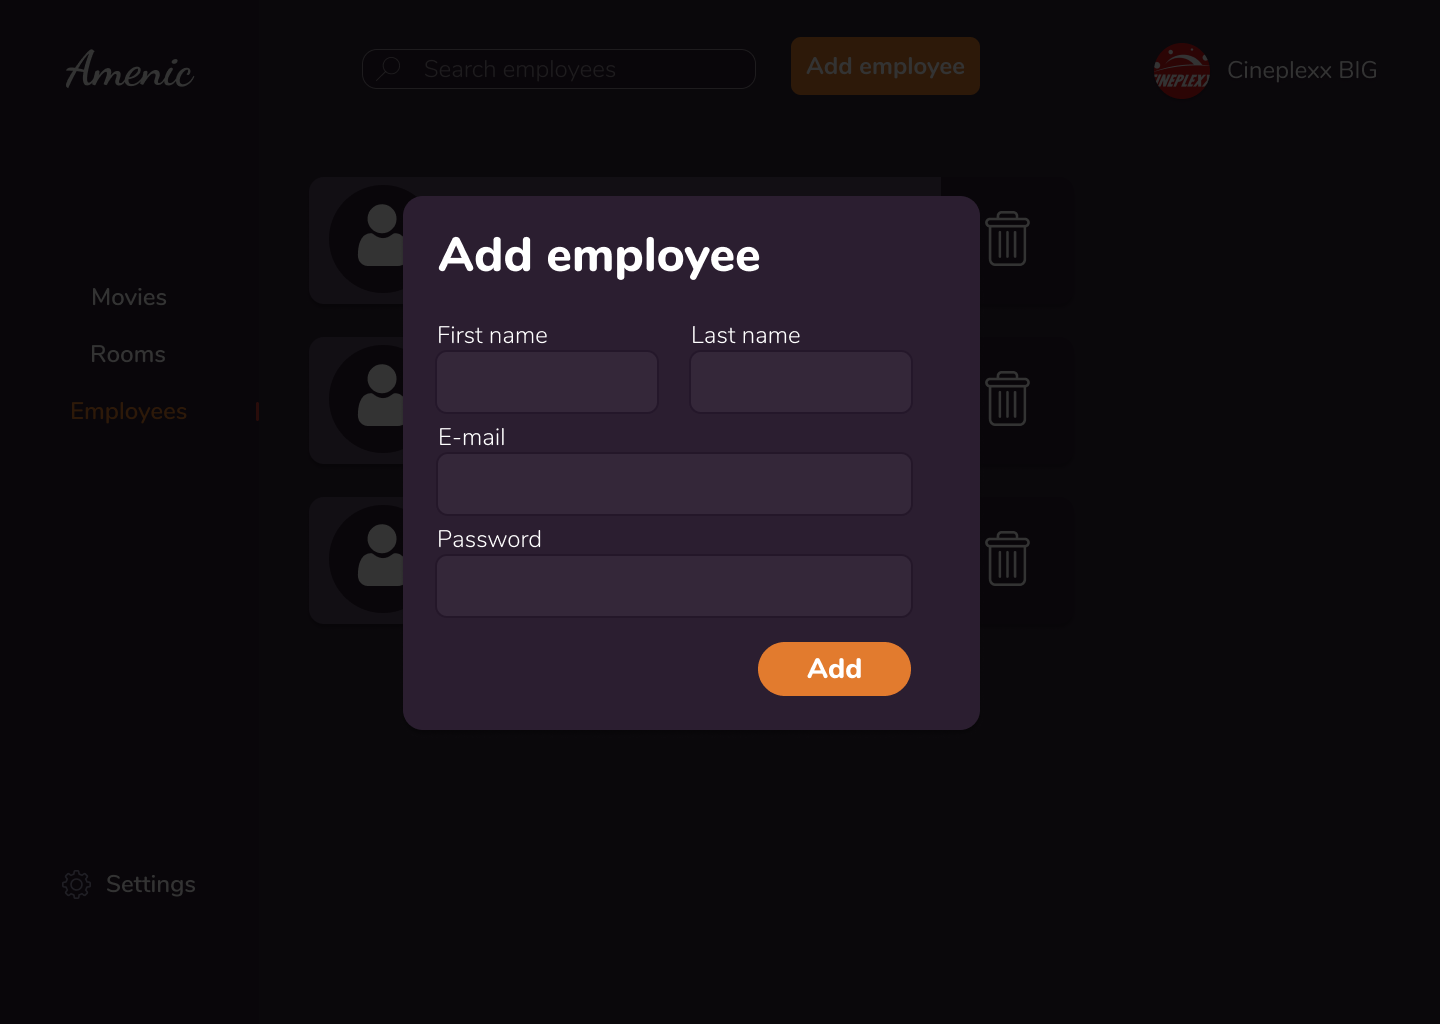 Amenic
Search employees
Add employee
CINEPLEXX
Cineplexx BIG
Movies
Rooms
Employees
Settings
Add employee
First name
Last name
E-mail
Password
Add